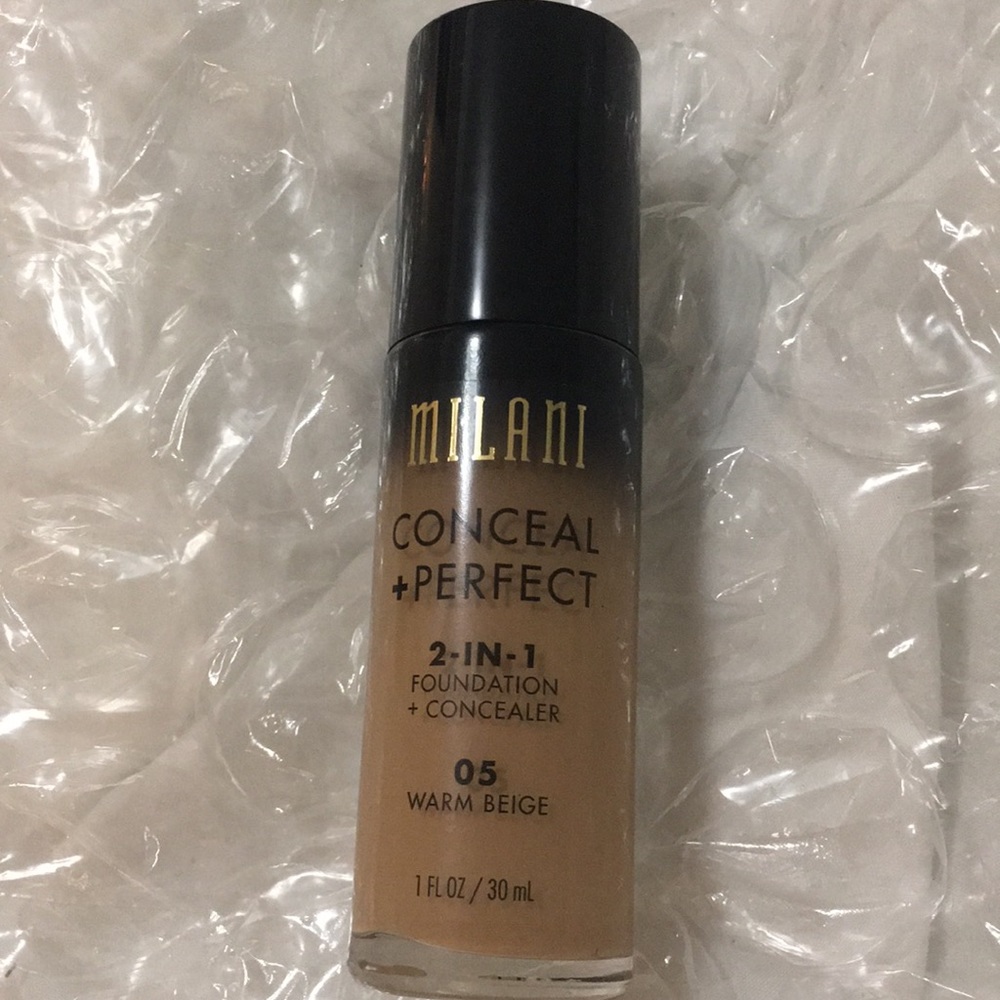 MILANI
CONCEAL
+PERFECT
2-IN-1
FOUNDATION
+ CONCEALER
05
WARM BEIGE
1 FL OZ / 30 mL